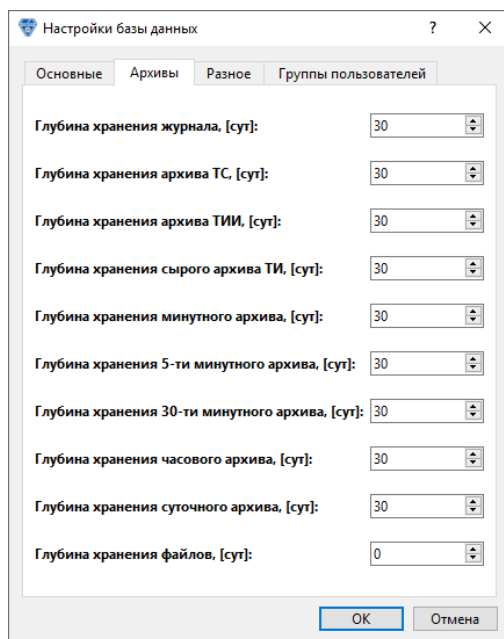 Настройки базы данных
?
Основные Архивы Разное Группы пользователей
Глубина хранения журнала, [сут]: 30
Глубина хранения архива ТС, [сут]: 30
Глубина хранения архива ТИИ, [сут]: 30
Глубина хранения сырого архива ТИ, [сут]: 30
Глубина хранения минутного архива, [сут]: 30
Глубина хранения 5-ти минутного архива, [сут]: 30
Глубина хранения 30-ти минутного архива, [сут]: 30
Глубина хранения часового архива, [сут]: 30
Глубина хранения суточного архива, [сут]: 30
Глубина хранения файлов, [сут]: 0
ОК Отмена